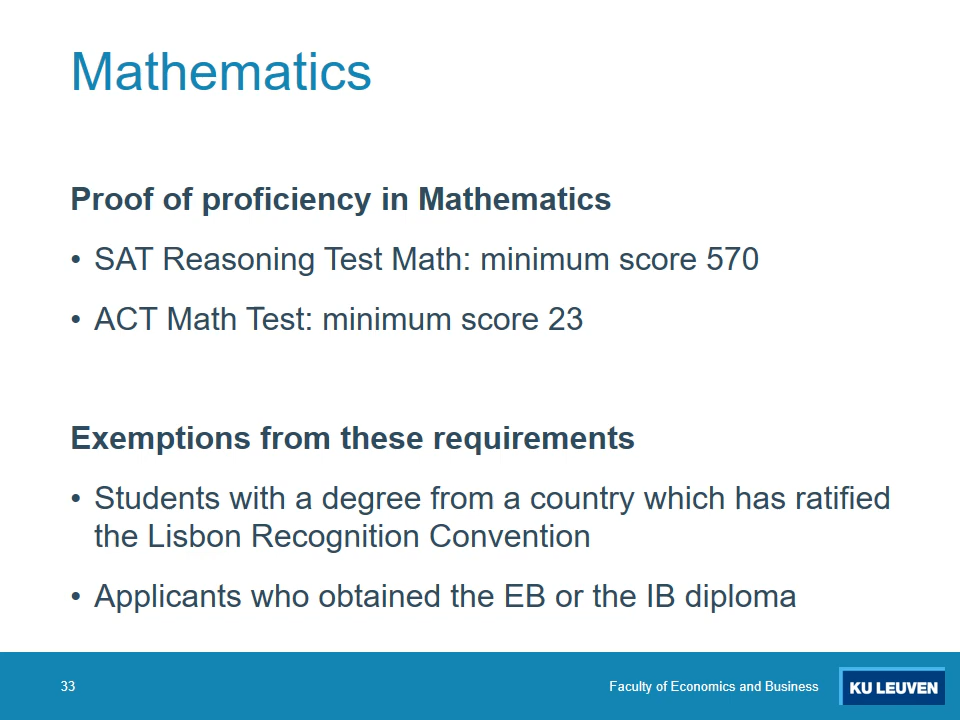 Mathematics
Proof of proficiency in Mathematics
• SAT Reasoning Test Math: minimum score 570
• ACT Math Test: minimum score 23
Exemptions from these requirements
• Students with a degree from a country which has ratified
the Lisbon Recognition Convention
• Applicants who obtained the EB or the IB diploma
33
Faculty of Economics and Business
KU LEUVEN